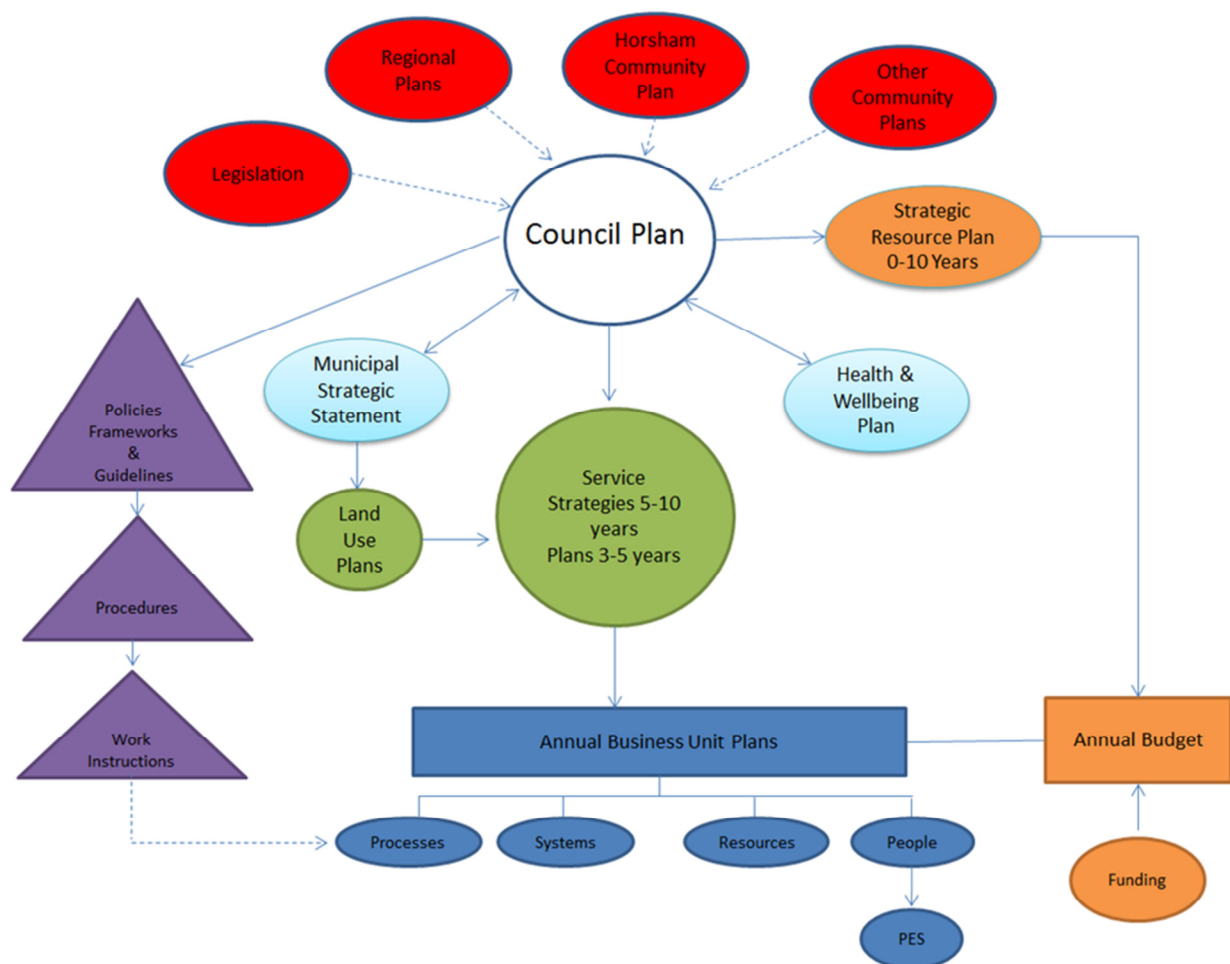 Regional
Plans
Horsham
Community
Plan
Other
Community
Plans
Legislation
Council Plan
Strategic
Resource Plan
0-10 Years
Municipal
Strategic
Statement
Health &
Wellbeing
Plan
Policies
Frameworks
&
Guidelines
Service
Strategies 5-10
years
Plans 3-5 years
Land
Use
Plans
Procedures
Work
Instructions
Annual Business Unit Plans
Annual Budget
Processes
Systems
Resources
People
Funding
PES